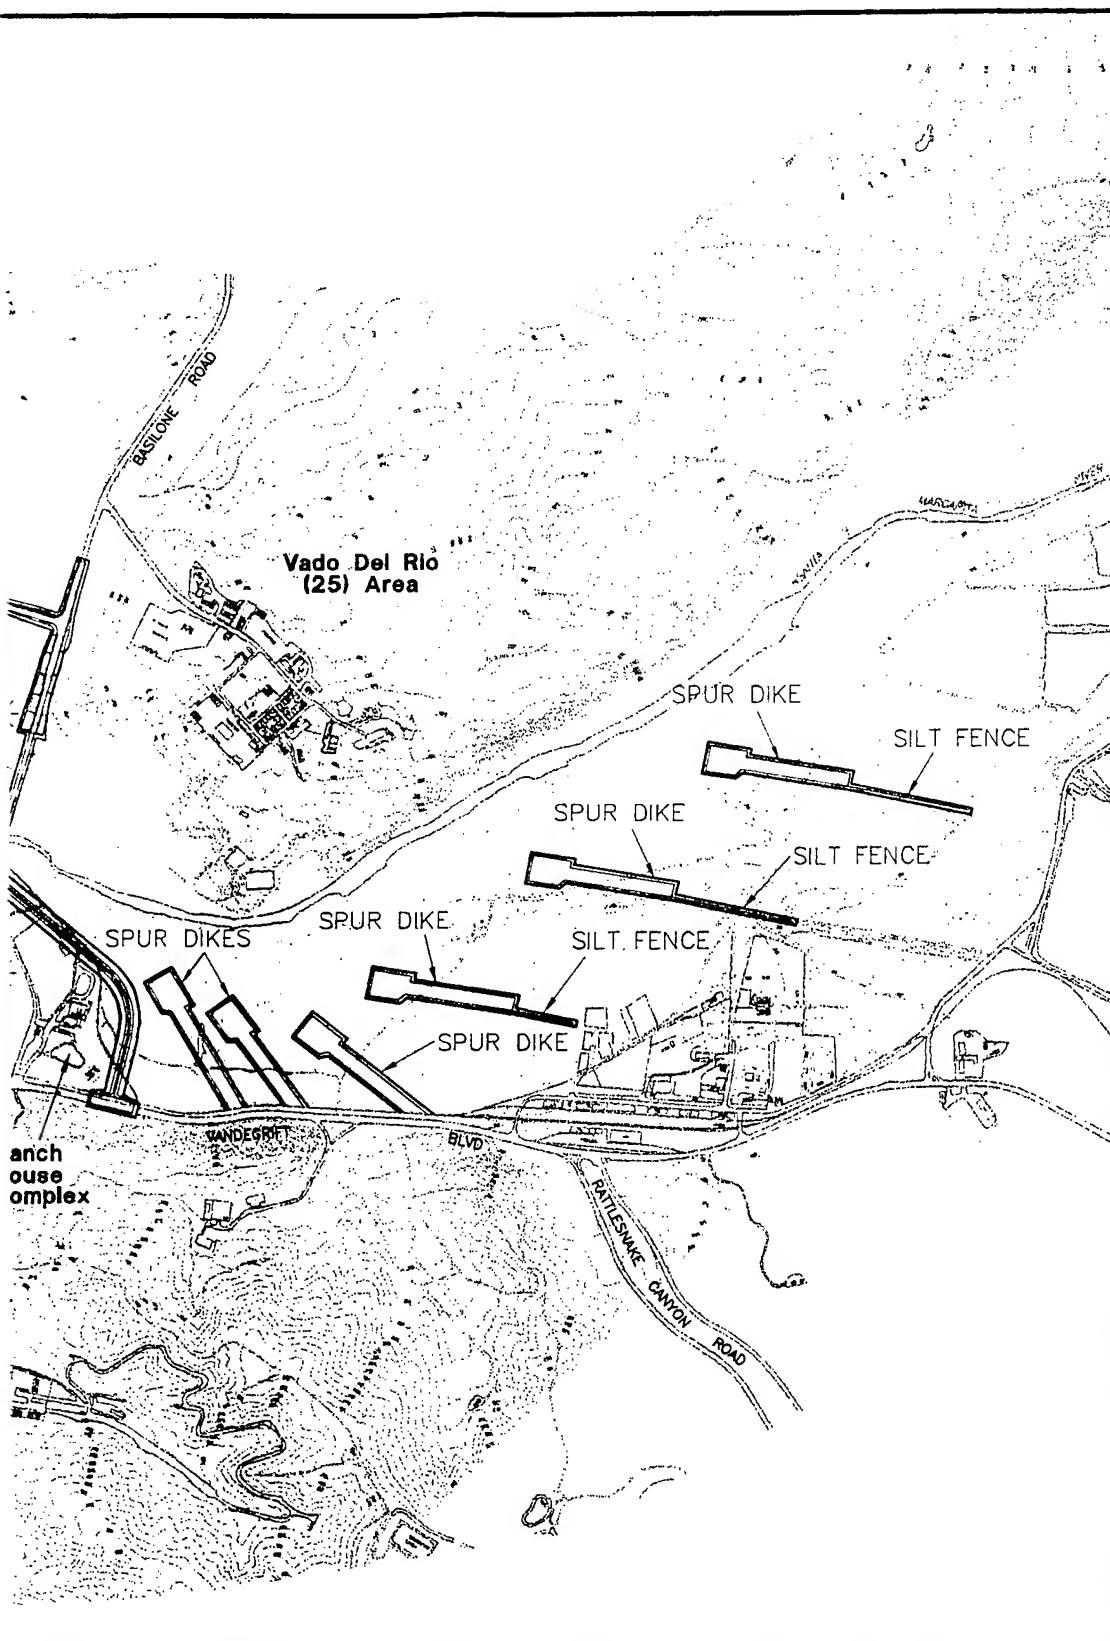 BASILONE ROAD
MARGARITA
Vado Del Rio
(25) Area
SPUR DIKE
SILT FENCE
SPUR DIKE
SILT FENCE
SPUR DIKE
SPUR DIKES
SILT FENCE
SPUR DIKE
VANDEGRIFT BLVD
anch
ouse
omplex
RATTLESNAKE CANYON ROAD